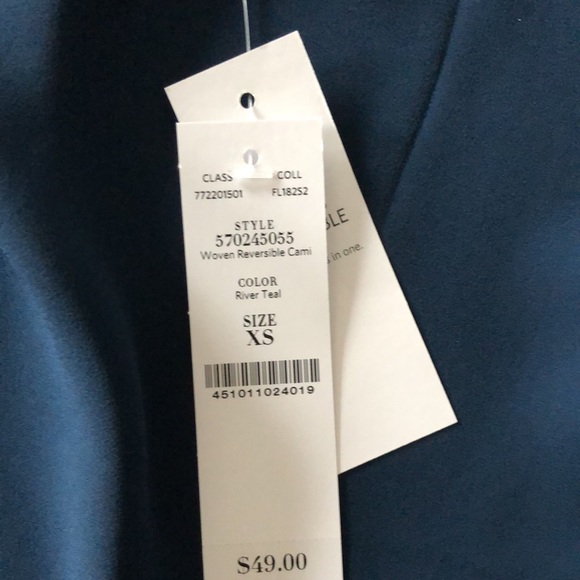 CLASS COLL
772201501 FL182S2
STYLE
570245055
Woven Reversible Cami
COLOR
River Teal
SIZE
XS
451011024019
$49.00
in one.